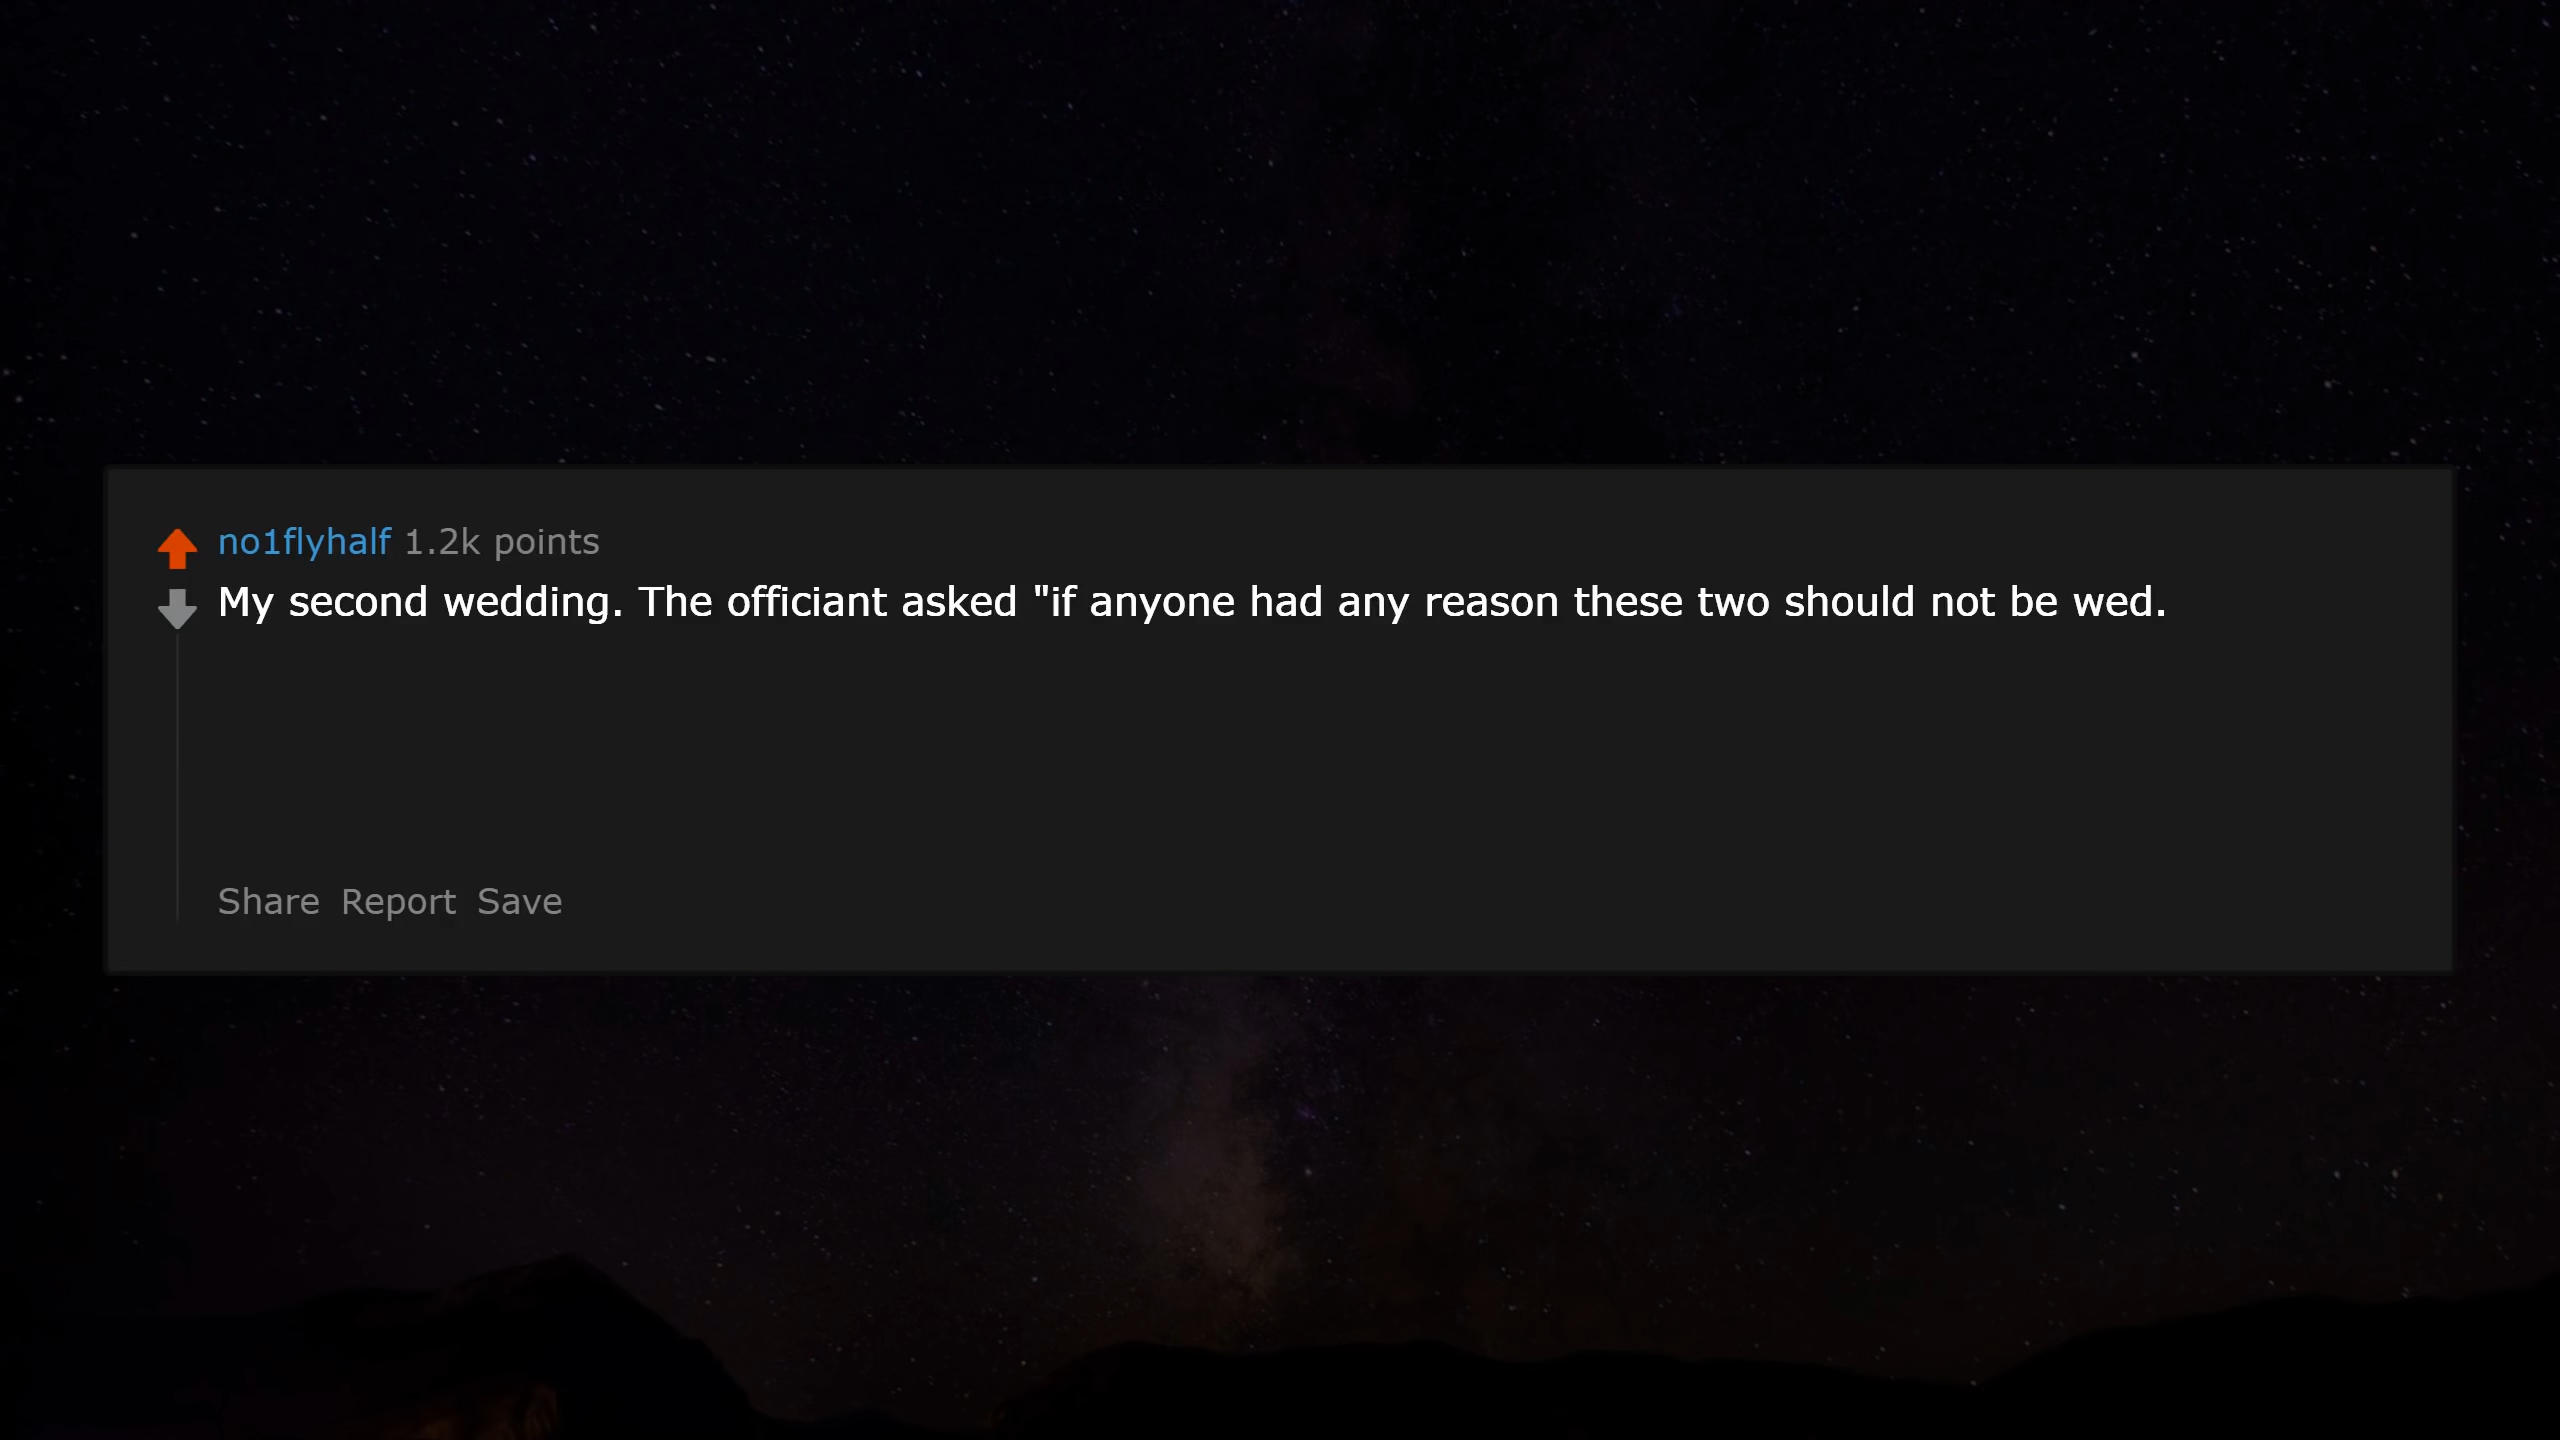 no1flyhalf 1.2k points
My second wedding. The officiant asked "if anyone had any reason these two should not be wed.
Share Report Save